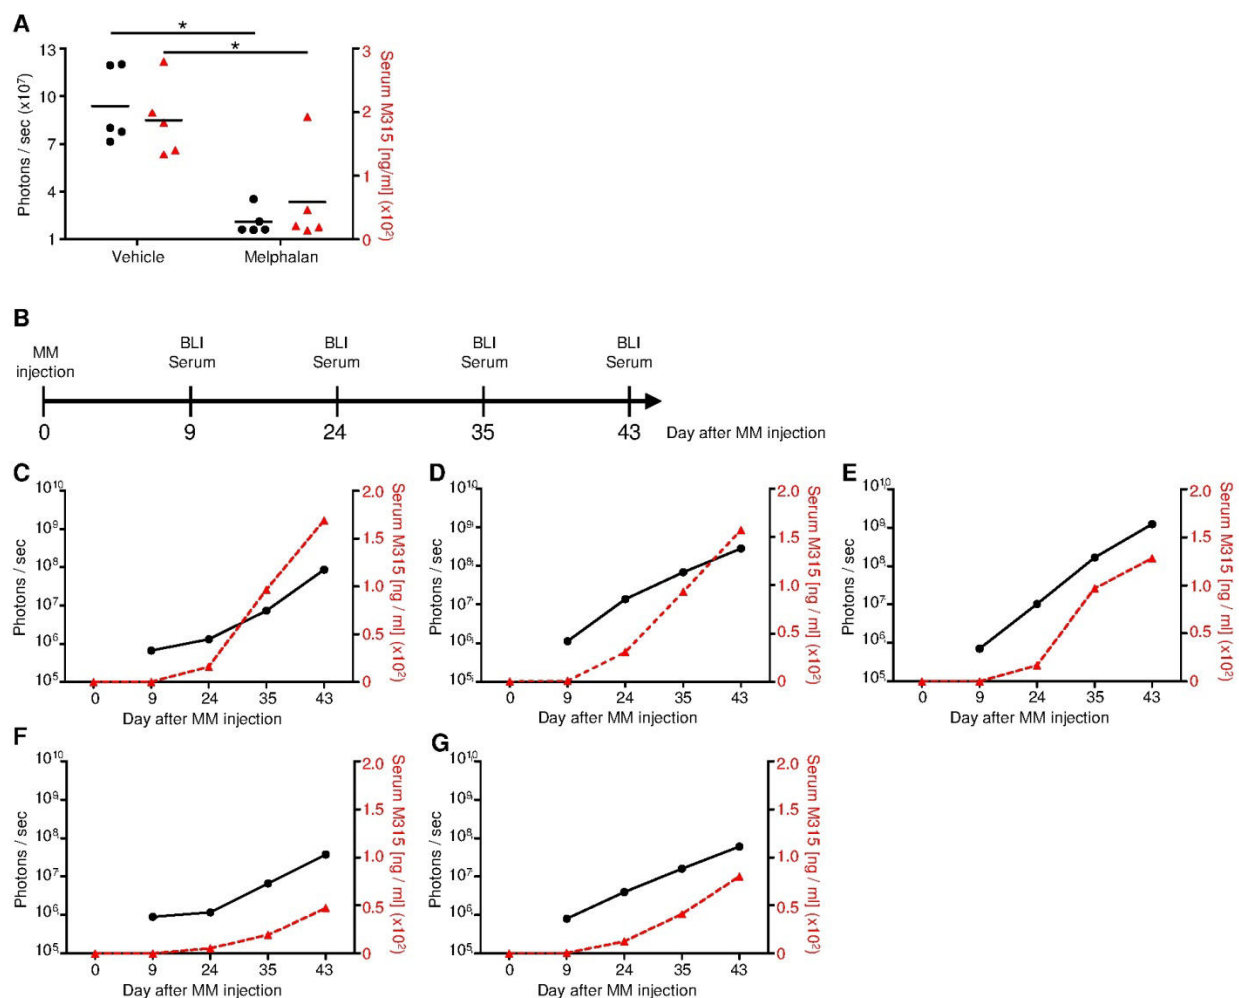 A
*
*
13
10
7
4
1
Photons / sec (x10⁷)
3
2
1
0
Serum M315 [ng/ml] (x10²)
Vehicle Melphalan
B
MM
injection
BLI
Serum
BLI
Serum
BLI
Serum
BLI
Serum
0 9 24 35 43 Day after MM injection
C
10¹⁰
10⁹
10⁸
10⁷
10⁶
10⁵
Photons / sec
2.0
1.5
1.0
0.5
0
Serum M315 [ng / ml] (x10²)
0 9 24 35 43
Day after MM injection
D
10¹⁰
10⁹
10⁸
10⁷
10⁶
10⁵
Photons / sec
2.0
1.5
1.0
0.5
0
Serum M315 [ng / ml] (x10²)
0 9 24 35 43
Day after MM injection
E
10¹⁰
10⁹
10⁸
10⁷
10⁶
10⁵
Photons / sec
2.0
1.5
1.0
0.5
0
Serum M315 [ng / ml] (x10²)
0 9 24 35 43
Day after MM injection
F
10¹⁰
10⁹
10⁸
10⁷
10⁶
10⁵
Photons / sec
2.0
1.5
1.0
0.5
0
Serum M315 [ng / ml] (x10²)
0 9 24 35 43
Day after MM injection
G
10¹⁰
10⁹
10⁸
10⁷
10⁶
10⁵
Photons / sec
2.0
1.5
1.0
0.5
0
Serum M315 [ng / ml] (x10²)
0 9 24 35 43
Day after MM injection